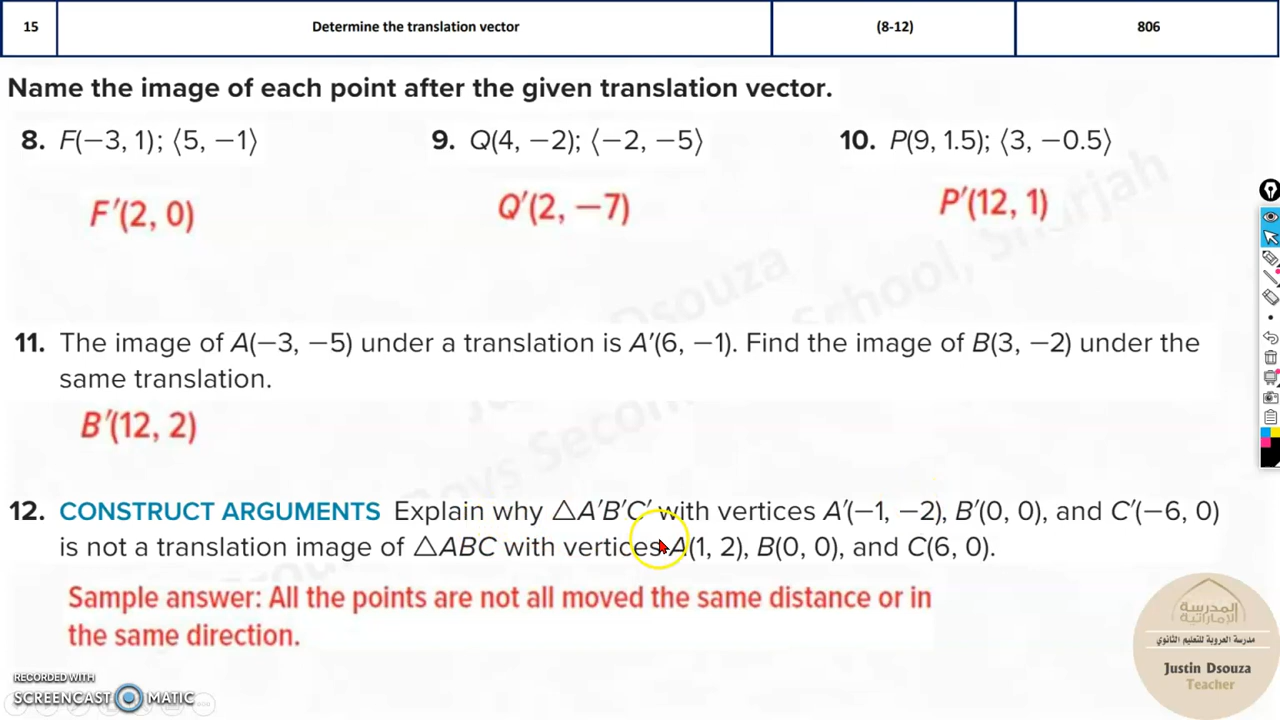 15 Determine the translation vector (8-12) 806
Name the image of each point after the given translation vector.
8. F(−3, 1); ⟨5, −1⟩ 9. Q(4, −2); ⟨−2, −5⟩ 10. P(9, 1.5); ⟨3, −0.5⟩
F′(2, 0) Q′(2, −7) P′(12, 1)
11. The image of A(−3, −5) under a translation is A′(6, −1). Find the image of B(3, −2) under the
same translation.
B′(12, 2)
12. CONSTRUCT ARGUMENTS Explain why △A′B′C′ with vertices A′(−1, −2), B′(0, 0), and C′(−6, 0)
is not a translation image of △ABC with vertices A(1, 2), B(0, 0), and C(6, 0).
Sample answer: All the points are not all moved the same distance or in
the same direction.
المدرسة
الإماراتية
مدرسة العروبة للتعليم الثانوي
Justin Dsouza
Teacher
RECORDED WITH
SCREENCAST MATIC